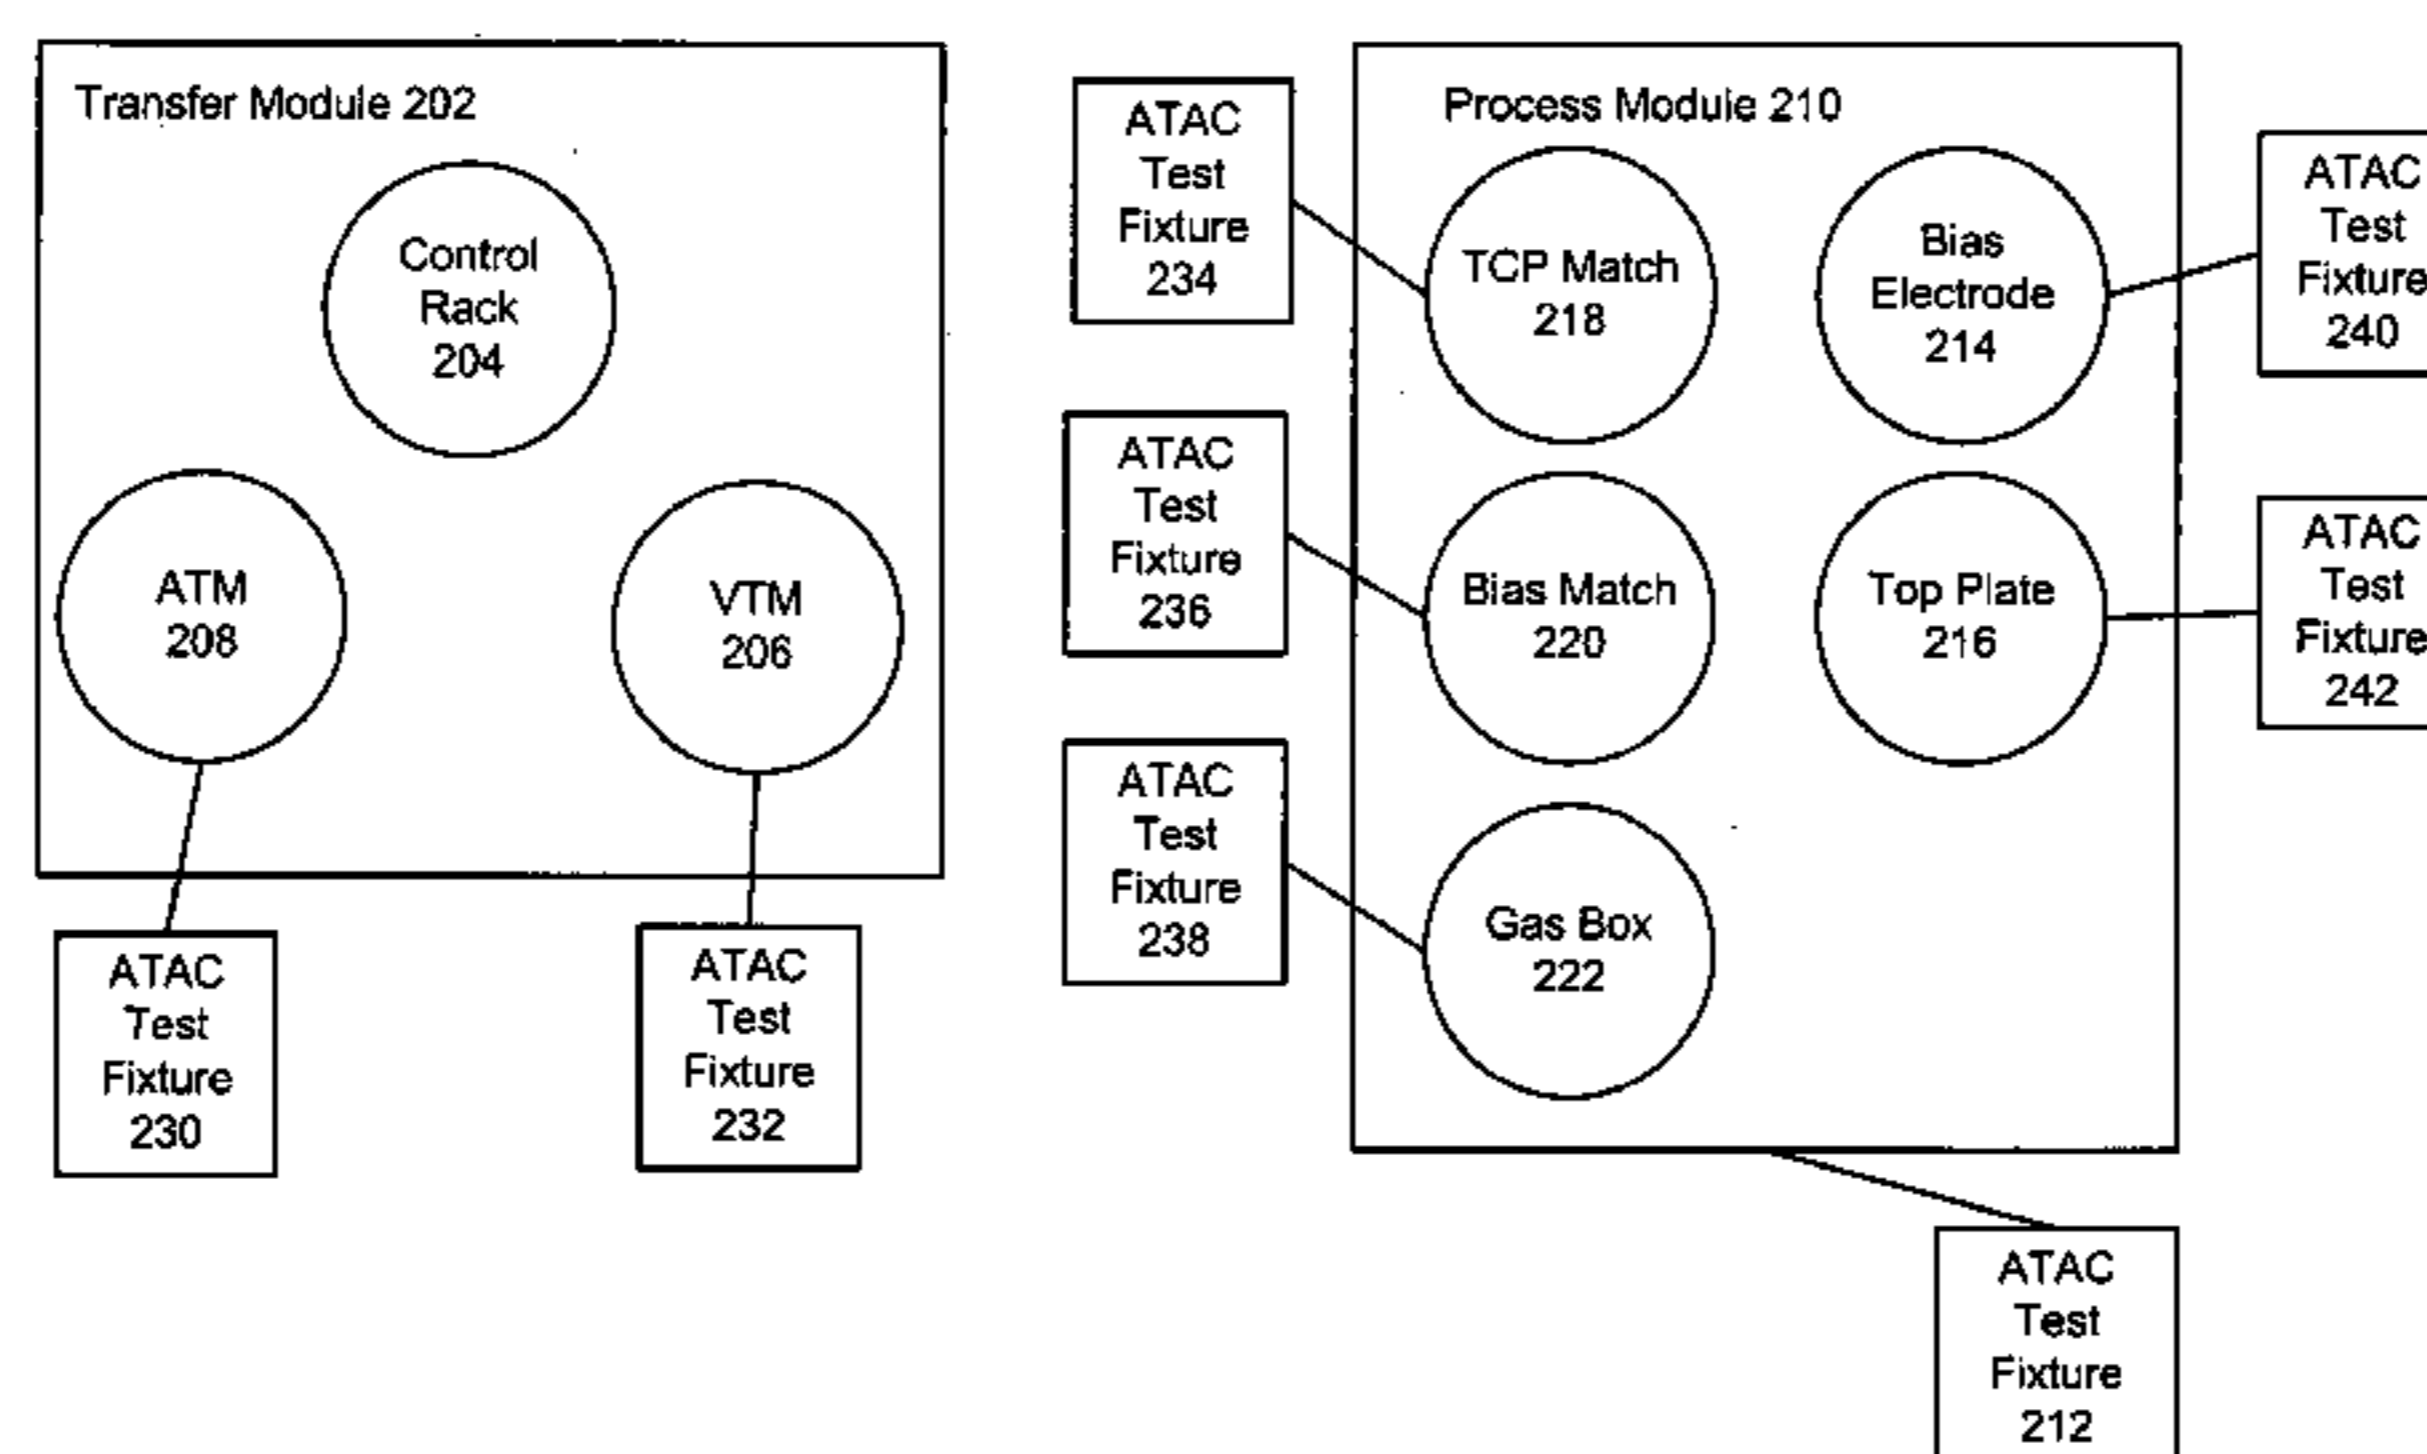 Transfer Module 202
Control
Rack
204
ATM
208
VTM
206
ATAC
Test
Fixture
230
ATAC
Test
Fixture
232
Process Module 210
ATAC
Test
Fixture
234
TCP Match
218
Bias
Electrode
214
ATAC
Test
Fixture
240
ATAC
Test
Fixture
236
Bias Match
220
Top Plate
216
ATAC
Test
Fixture
242
ATAC
Test
Fixture
238
Gas Box
222
ATAC
Test
Fixture
212